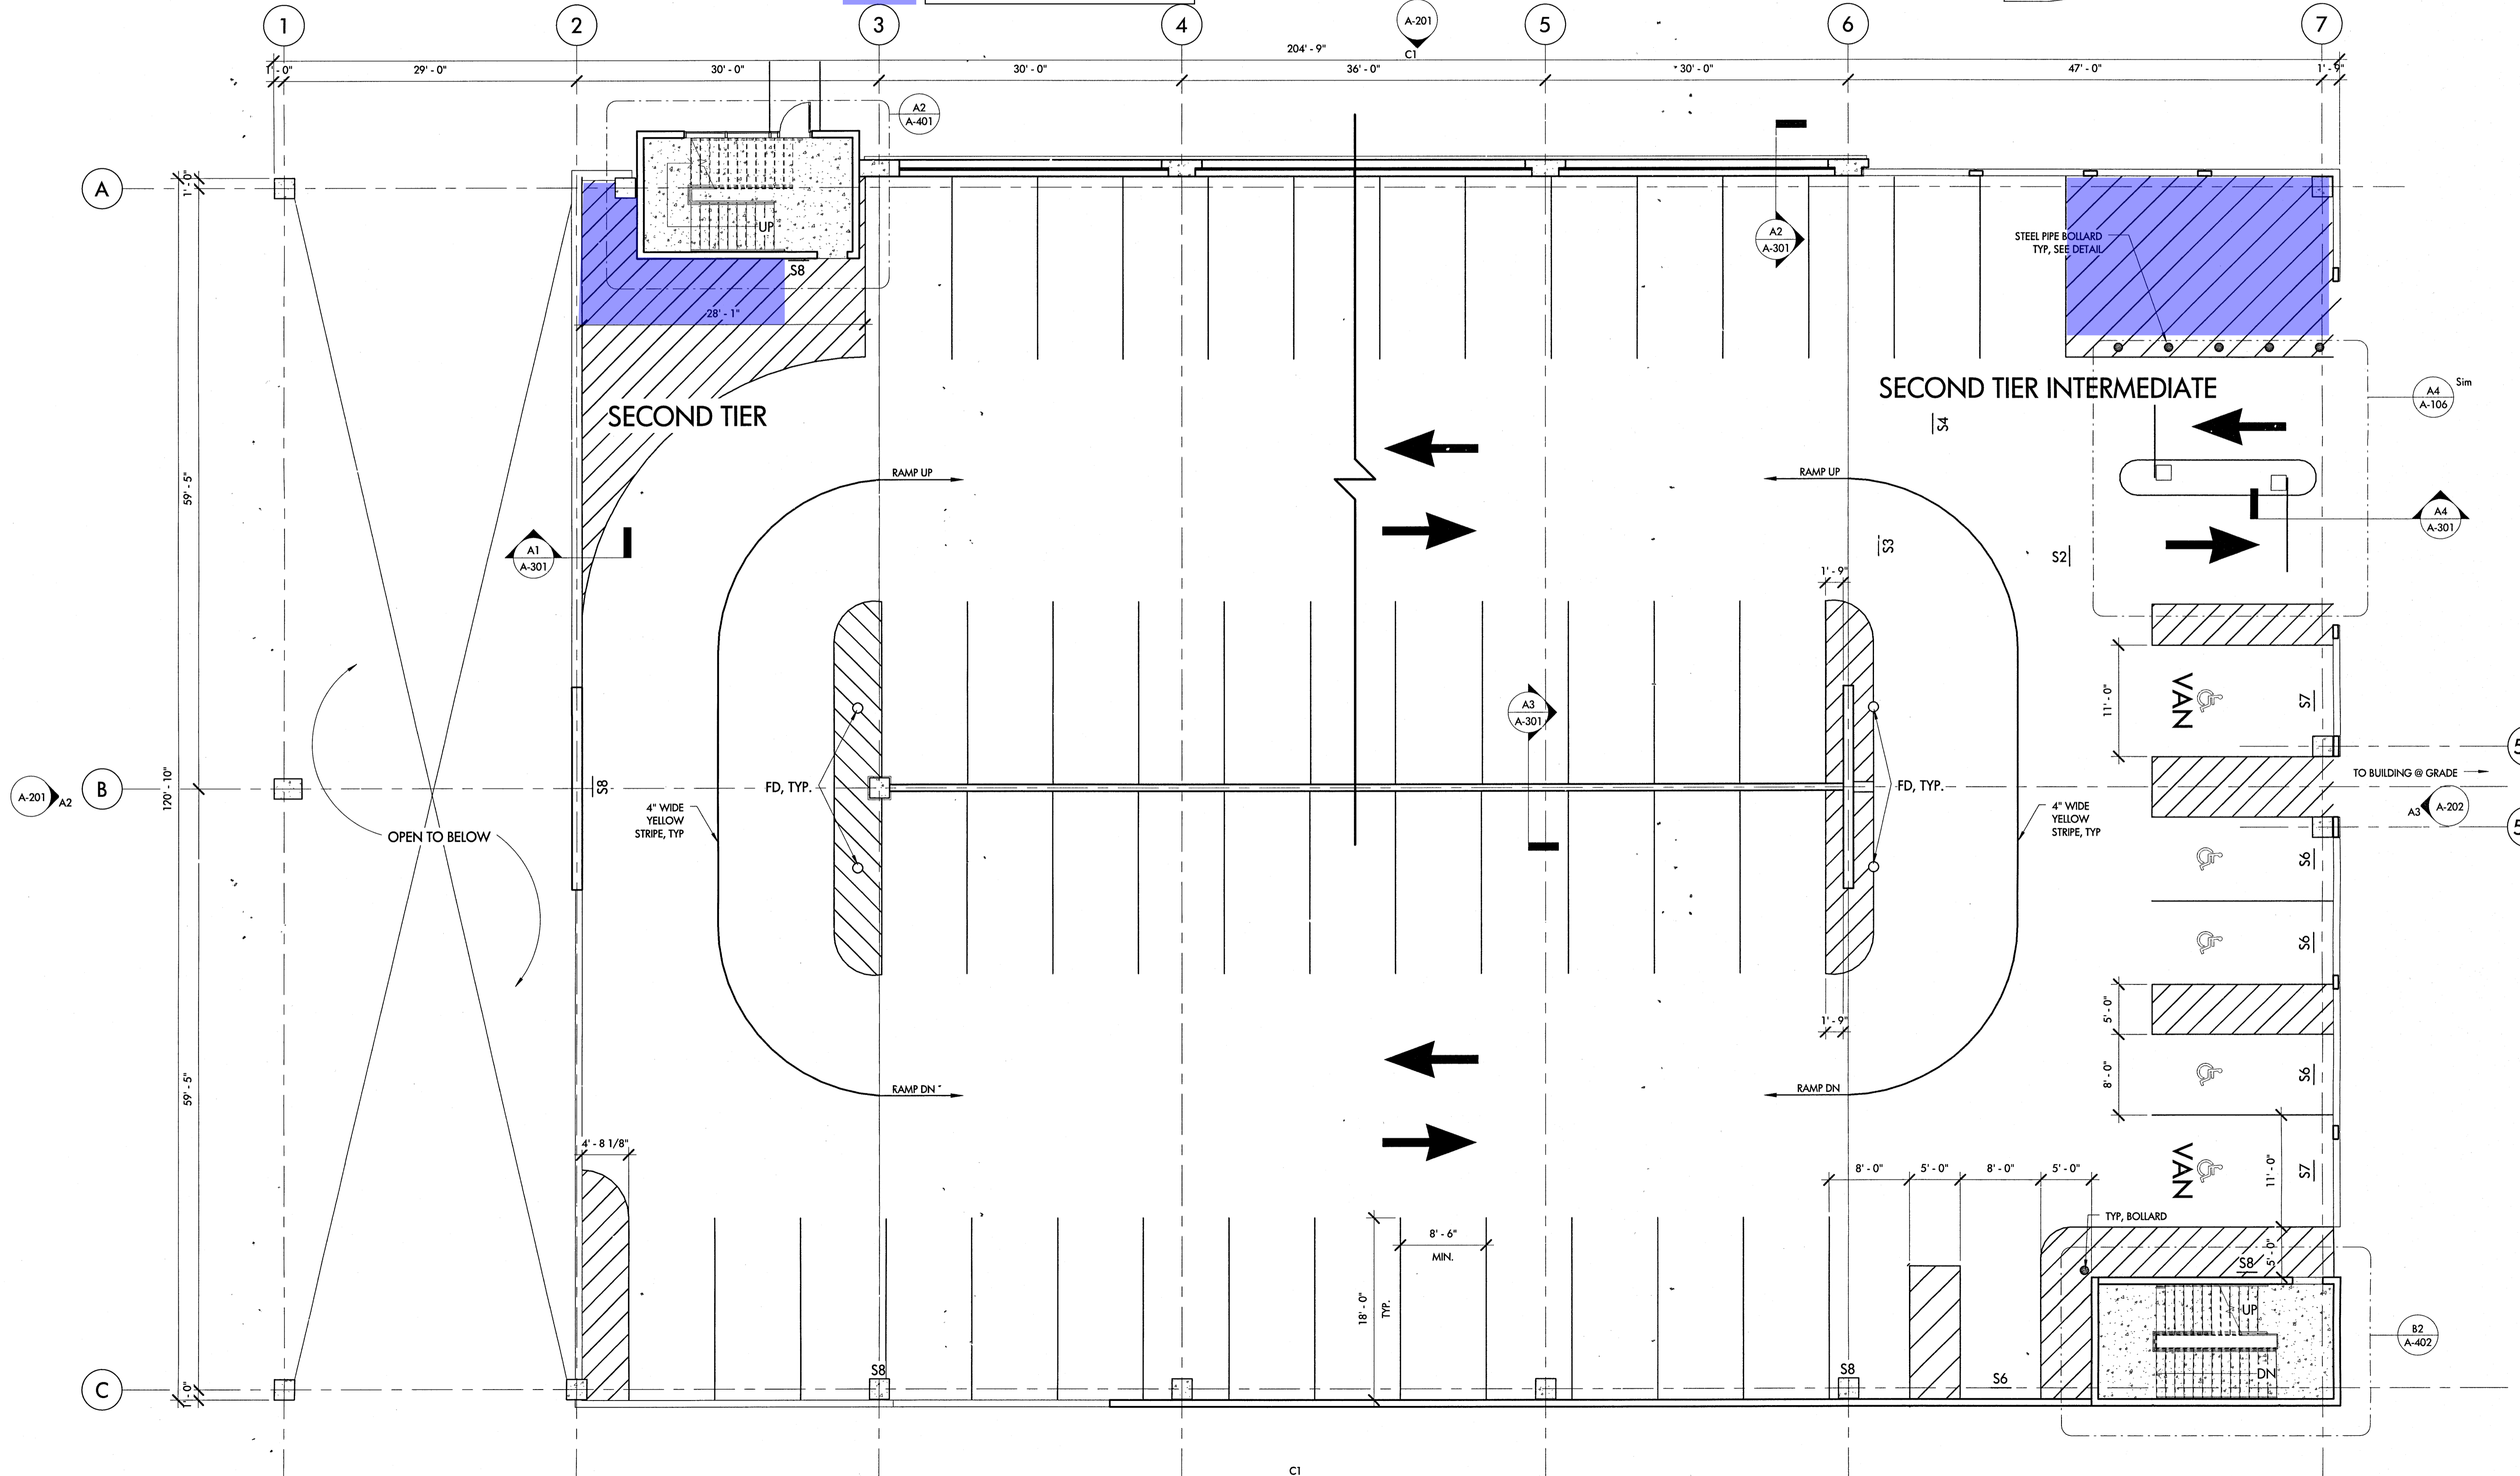 1
2
3
4
5
6
7
A-201
C1
204' - 9"
1'- 0"
29' - 0"
30' - 0"
30' - 0"
36' - 0"
30' - 0"
47' - 0"
1' - 9"
A2
A-401
A
1'- 0"
UP
S8
28' - 1"
A2
A-301
STEEL PIPE BOLLARD
TYP, SEE DETAIL
SECOND TIER
SECOND TIER INTERMEDIATE
A4
A-106
Sim
S4
RAMP UP
RAMP UP
59' - 5"
A1
A-301
A4
A-301
S3
S2
1' - 9"
VAN
S7
11' - 0"
A3
A-301
120' - 10"
A-201
A2
B
S8
FD, TYP.
FD, TYP.
4" WIDE
YELLOW
STRIPE, TYP
4" WIDE
YELLOW
STRIPE, TYP
TO BUILDING @ GRADE
A3
A-202
OPEN TO BELOW
S6
S6
5' - 0"
1' - 9"
8' - 0"
S6
RAMP DN
RAMP DN
59' - 5"
4' - 8 1/8"
8' - 0"
5' - 0"
8' - 0"
5' - 0"
VAN
S7
11' - 0"
TYP, BOLLARD
8' - 6"
MIN.
18' - 0"
TYP.
S8
5' - 0"
UP
DN
B2
A-402
S8
S8
S6
C
1'- 0"
C1